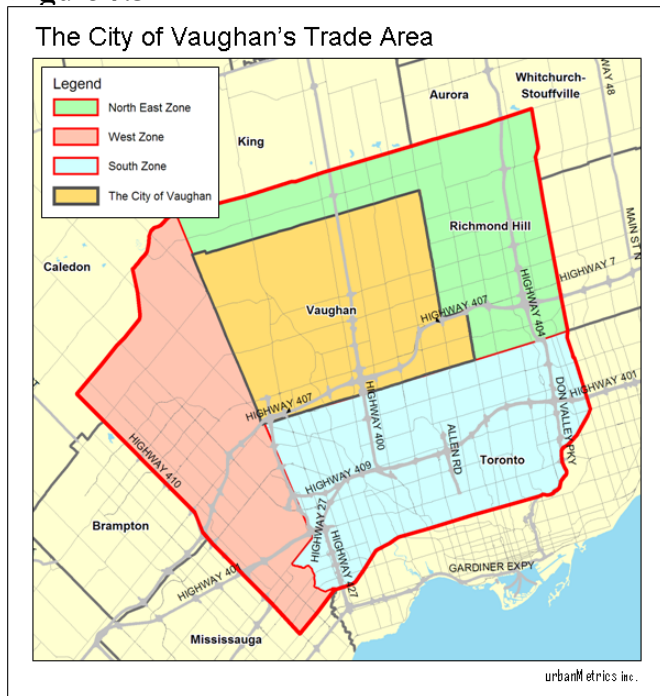 The City of Vaughan's Trade Area
Legend
North East Zone
West Zone
South Zone
The City of Vaughan
Whitchurch-
Stouffville
Aurora
King
Richmond Hill
MAIN ST N
Caledon
HIGHWAY 7
HIGHWAY 407
Vaughan
HIGHWAY 404
HIGHWAY 407
HIGHWAY 401
DON VALLEY PKY
HIGHWAY 400
ALLEN RD
HIGHWAY 410
HIGHWAY 409
Toronto
Brampton
HIGHWAY 27
HIGHWAY 427
HIGHWAY 401
GARDINER EXPY
Mississauga
urbanMetrics inc.